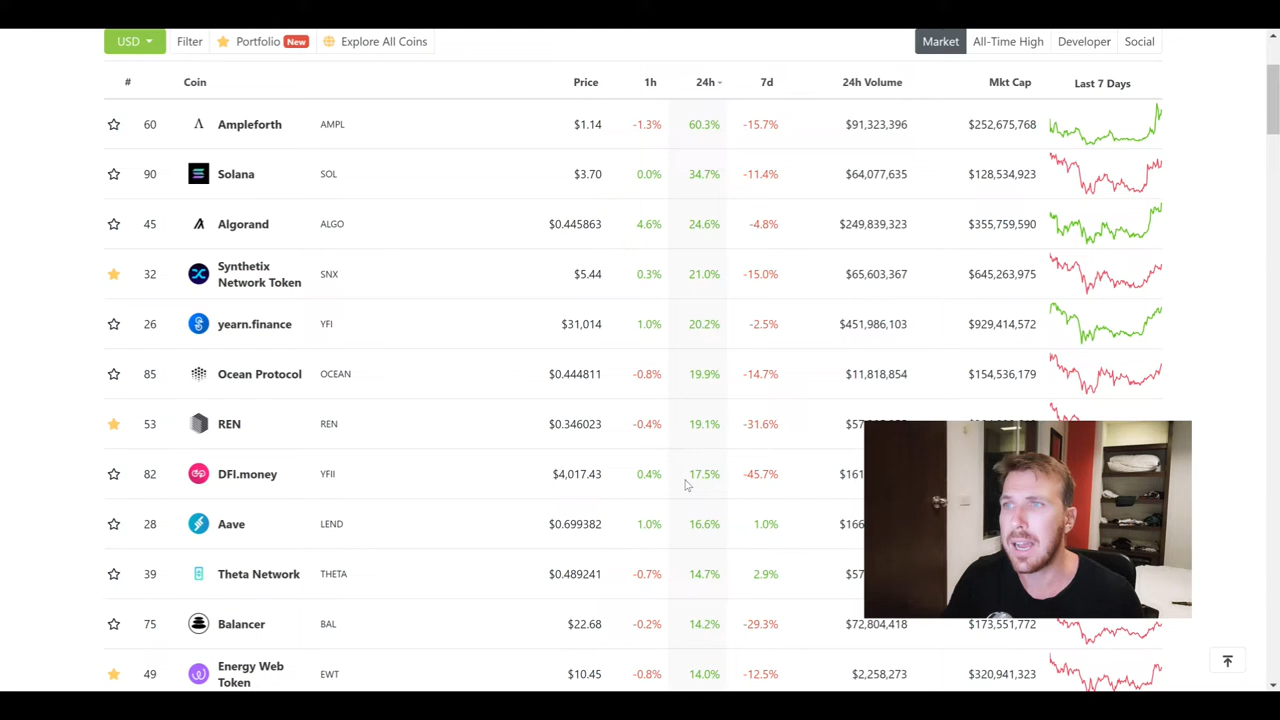 USD Filter Portfolio New Explore All Coins Market All-Time High Developer Social
# Coin Price 1h 24h 7d 24h Volume Mkt Cap Last 7 Days
60 Ampleforth AMPL $1.14 -1.3% 60.3% -15.7% $91,323,396 $252,675,768
90 Solana SOL $3.70 0.0% 34.7% -11.4% $64,077,635 $128,534,923
45 Algorand ALGO $0.445863 4.6% 24.6% -4.8% $249,839,323 $355,759,590
32 Synthetix Network Token SNX $5.44 0.3% 21.0% -15.0% $65,603,367 $645,263,975
26 yearn.finance YFI $31,014 1.0% 20.2% -2.5% $451,986,103 $929,414,572
85 Ocean Protocol OCEAN $0.444811 -0.8% 19.9% -14.7% $11,818,854 $154,536,179
53 REN REN $0.346023 -0.4% 19.1% -31.6%
82 DFI.money YFII $4,017.43 0.4% 17.5% -45.7% $161
28 Aave LEND $0.699382 1.0% 16.6% 1.0% $166
39 Theta Network THETA $0.489241 -0.7% 14.7% 2.9% $57
75 Balancer BAL $22.68 -0.2% 14.2% -29.3% $72,804,418 $173,551,772
49 Energy Web Token EWT $10.45 -0.8% 14.0% -12.5% $2,258,273 $320,941,323